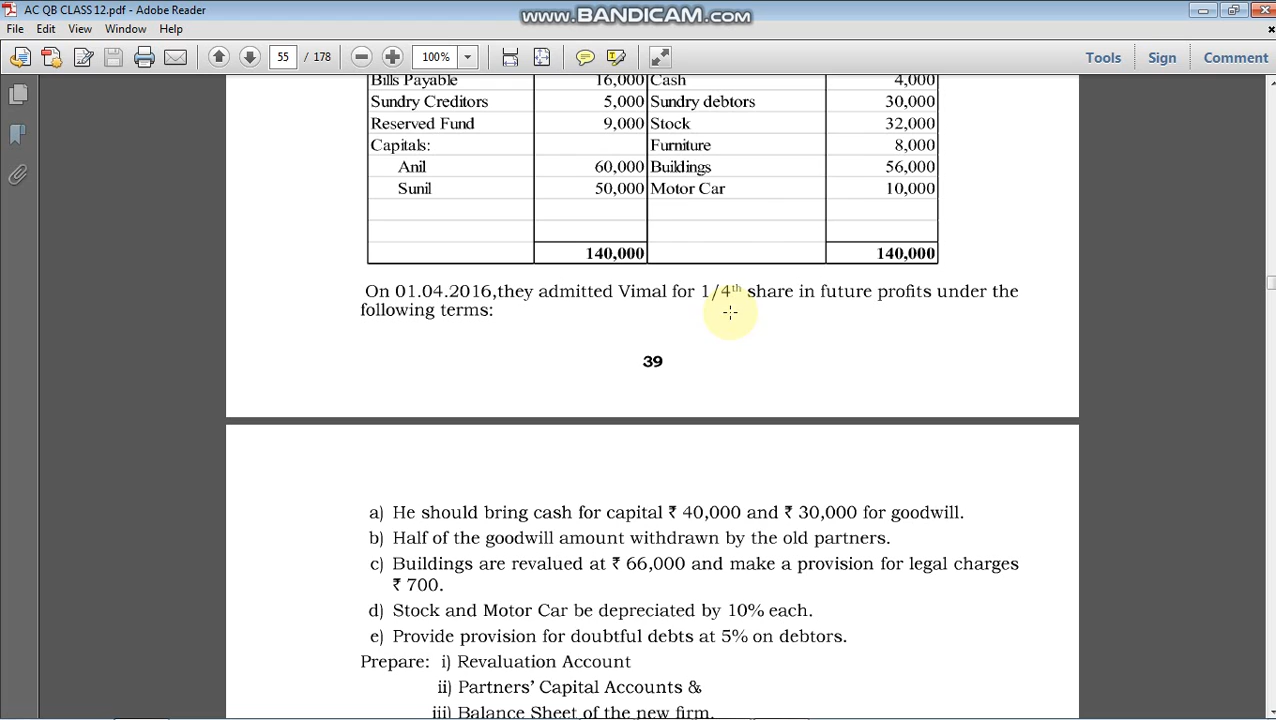 AC QB CLASS 12.pdf - Adobe Reader
www.BANDICAM.com
File Edit View Window Help
55 / 178 100% Tools Sign Comment
Bills Payable 16,000 Cash 4,000
Sundry Creditors 5,000 Sundry debtors 30,000
Reserved Fund 9,000 Stock 32,000
Capitals: Furniture 8,000
Anil 60,000 Buildings 56,000
Sunil 50,000 Motor Car 10,000
140,000 140,000
On 01.04.2016,they admitted Vimal for 1/4th share in future profits under the
following terms:
39
a) He should bring cash for capital ₹ 40,000 and ₹ 30,000 for goodwill.
b) Half of the goodwill amount withdrawn by the old partners.
c) Buildings are revalued at ₹ 66,000 and make a provision for legal charges
₹ 700.
d) Stock and Motor Car be depreciated by 10% each.
e) Provide provision for doubtful debts at 5% on debtors.
Prepare: i) Revaluation Account
ii) Partners' Capital Accounts &
iii) Balance Sheet of the new firm.